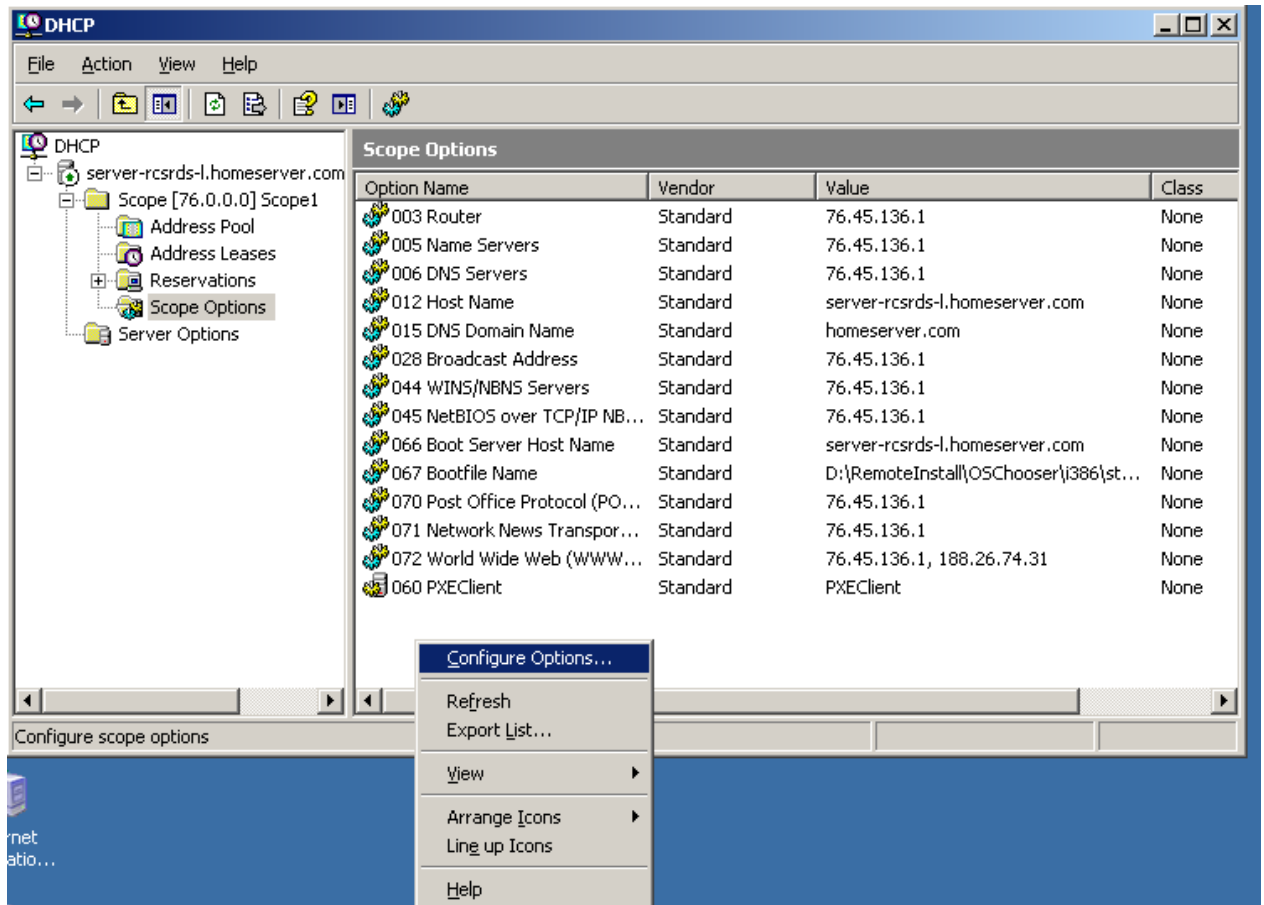 DHCP
File Action View Help
DHCP
server-rcsrds-l.homeserver.com
Scope [76.0.0.0] Scope1
Address Pool
Address Leases
Reservations
Scope Options
Server Options
Scope Options
Option Name Vendor Value Class
003 Router Standard 76.45.136.1 None
005 Name Servers Standard 76.45.136.1 None
006 DNS Servers Standard 76.45.136.1 None
012 Host Name Standard server-rcsrds-l.homeserver.com None
015 DNS Domain Name Standard homeserver.com None
028 Broadcast Address Standard 76.45.136.1 None
044 WINS/NBNS Servers Standard 76.45.136.1 None
045 NetBIOS over TCP/IP NB... Standard 76.45.136.1 None
066 Boot Server Host Name Standard server-rcsrds-l.homeserver.com None
067 Bootfile Name Standard D:\RemoteInstall\OSChooser\i386\st... None
070 Post Office Protocol (PO... Standard 76.45.136.1 None
071 Network News Transpor... Standard 76.45.136.1 None
072 World Wide Web (WWW... Standard 76.45.136.1, 188.26.74.31 None
060 PXEClient Standard PXEClient None
Configure Options...
Refresh
Export List...
View
Arrange Icons
Line up Icons
Help
Configure scope options
rnet
atio...